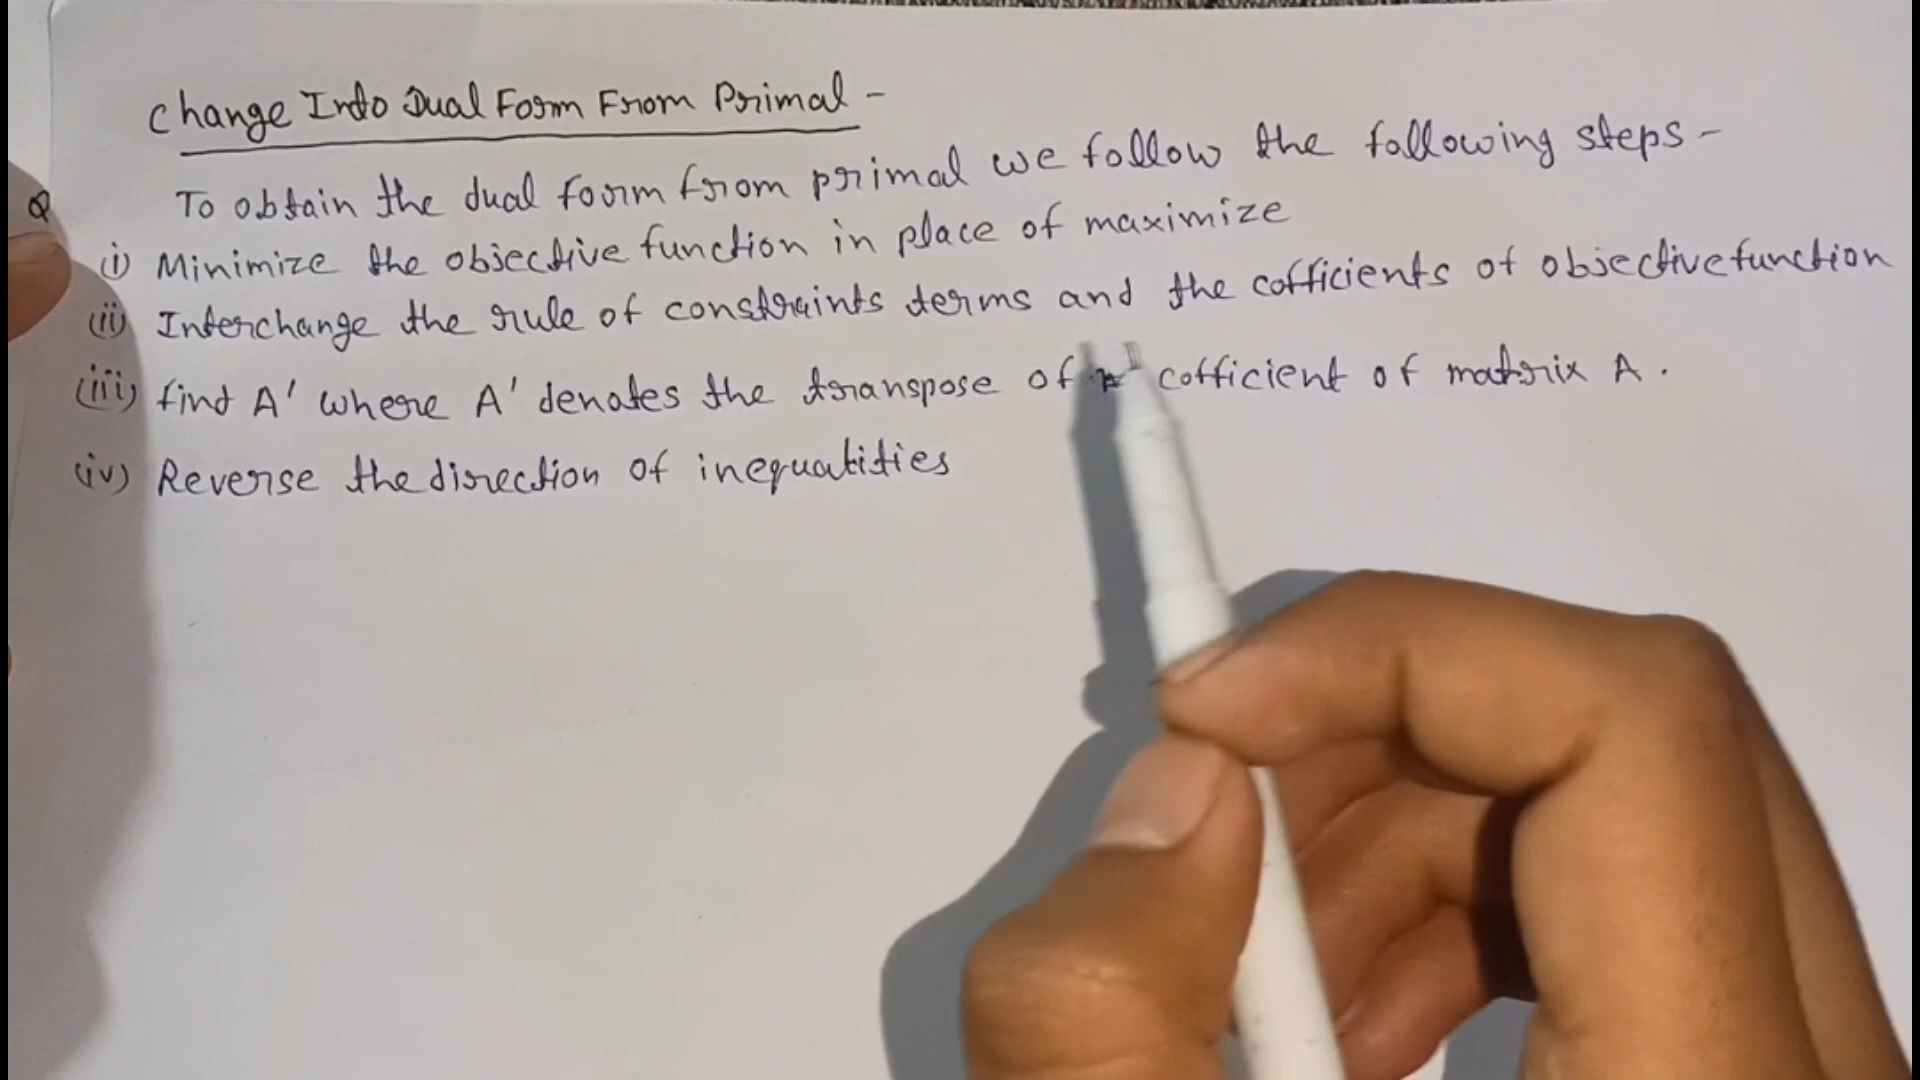 Change Into Dual Form From Primal -
To obtain the dual form from primal we follow the following steps -
(i) Minimize the objective function in place of maximize
(ii) Interchange the rule of constraints terms and the cofficients of objective function
(iii) find A' where A' denotes the transpose of cofficient of matrix A.
(iv) Reverse the direction of inequalities